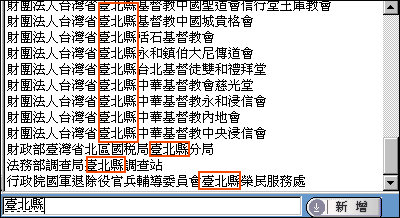 財團法人台灣省臺北縣基督教中國聖道會信行堂土庫教會
財團法人台灣省臺北縣基督教中國城貴格會
財團法人台灣省臺北縣活石基督教會
財團法人台灣省臺北縣永和鎮伯大尼傳道會
財團法人台灣省臺北縣台北基督徒雙和禮拜堂
財團法人台灣省臺北縣中華基督教會慈光堂
財團法人台灣省臺北縣中華基督教永和浸信會
財團法人台灣省臺北縣中華基督教內地會
財團法人台灣省臺北縣中華基督教中央浸信會
財政部臺灣省北區國稅局臺北縣分局
法務部調查局臺北縣調查站
行政院國軍退除役官兵輔導委員會臺北縣榮民服務處
臺北縣
新 增